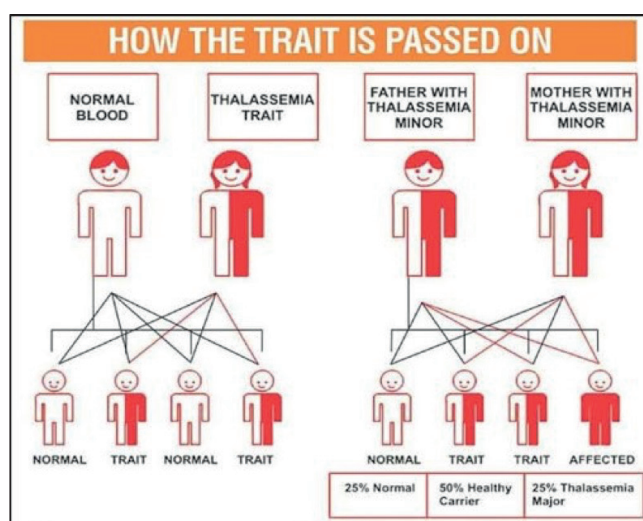 HOW THE TRAIT IS PASSED ON
NORMAL
BLOOD
THALASSEMIA
TRAIT
FATHER WITH
THALASSEMIA
MINOR
MOTHER WITH
THALASSEMIA
MINOR
NORMAL TRAIT NORMAL TRAIT
NORMAL TRAIT TRAIT AFFECTED
25% Normal
50% Healthy
Carrier
25% Thalassemia
Major